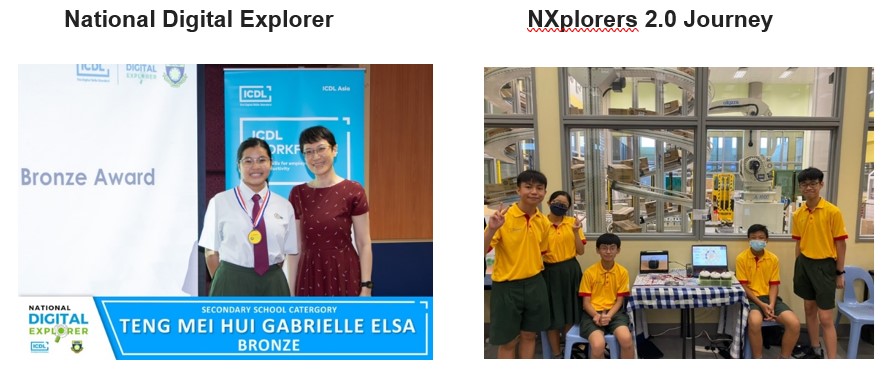 National Digital Explorer
NXplorers 2.0 Journey
ICDL
DIGITAL
EXPLORER
ICDL
ICDL Asia
ICDL
Bronze Award
NATIONAL
DIGITAL
EXPLORER
ICDL
SECONDARY SCHOOL CATERGORY
TENG MEI HUI GABRIELLE ELSA
BRONZE